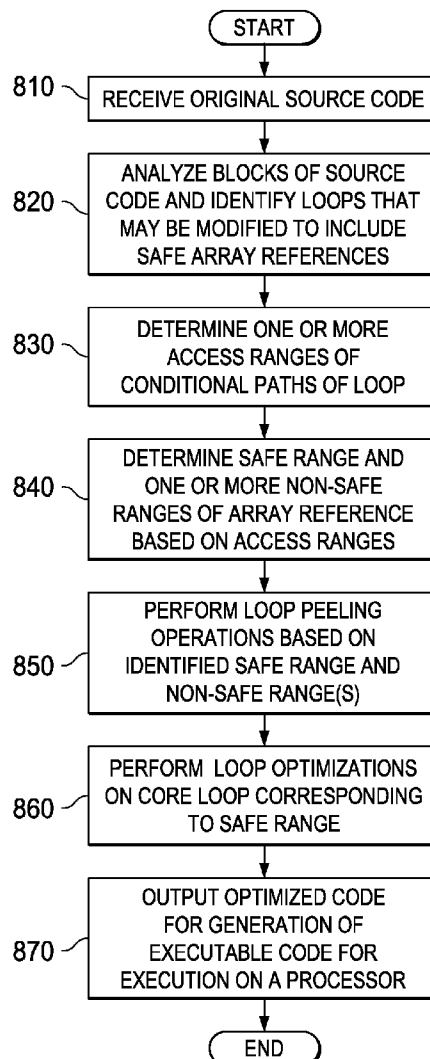 START
810
RECEIVE ORIGINAL SOURCE CODE
820
ANALYZE BLOCKS OF SOURCE
CODE AND IDENTIFY LOOPS THAT
MAY BE MODIFIED TO INCLUDE
SAFE ARRAY REFERENCES
830
DETERMINE ONE OR MORE
ACCESS RANGES OF
CONDITIONAL PATHS OF LOOP
840
DETERMINE SAFE RANGE AND
ONE OR MORE NON-SAFE
RANGES OF ARRAY REFERENCE
BASED ON ACCESS RANGES
850
PERFORM LOOP PEELING
OPERATIONS BASED ON
IDENTIFIED SAFE RANGE AND
NON-SAFE RANGE(S)
860
PERFORM LOOP OPTIMIZATIONS
ON CORE LOOP CORRESPONDING
TO SAFE RANGE
870
OUTPUT OPTIMIZED CODE
FOR GENERATION OF
EXECUTABLE CODE FOR
EXECUTION ON A PROCESSOR
END